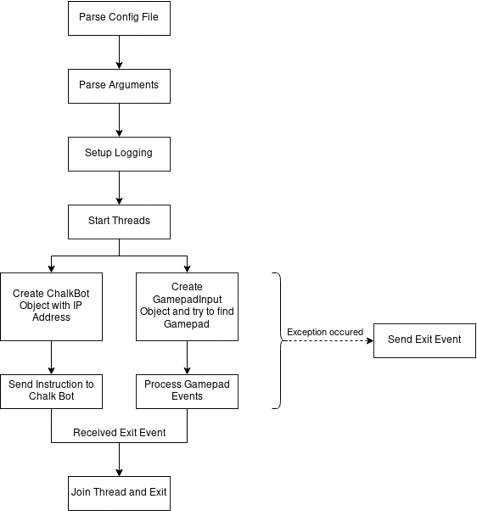 Parse Config File
Parse Arguments
Setup Logging
Start Threads
Create ChalkBot
Object with IP
Address
Create
GamepadInput
Object and try to find
Gamepad
Exception occured
Send Exit Event
Send Instruction to
Chalk Bot
Process Gamepad
Events
Received Exit Event
Join Thread and Exit